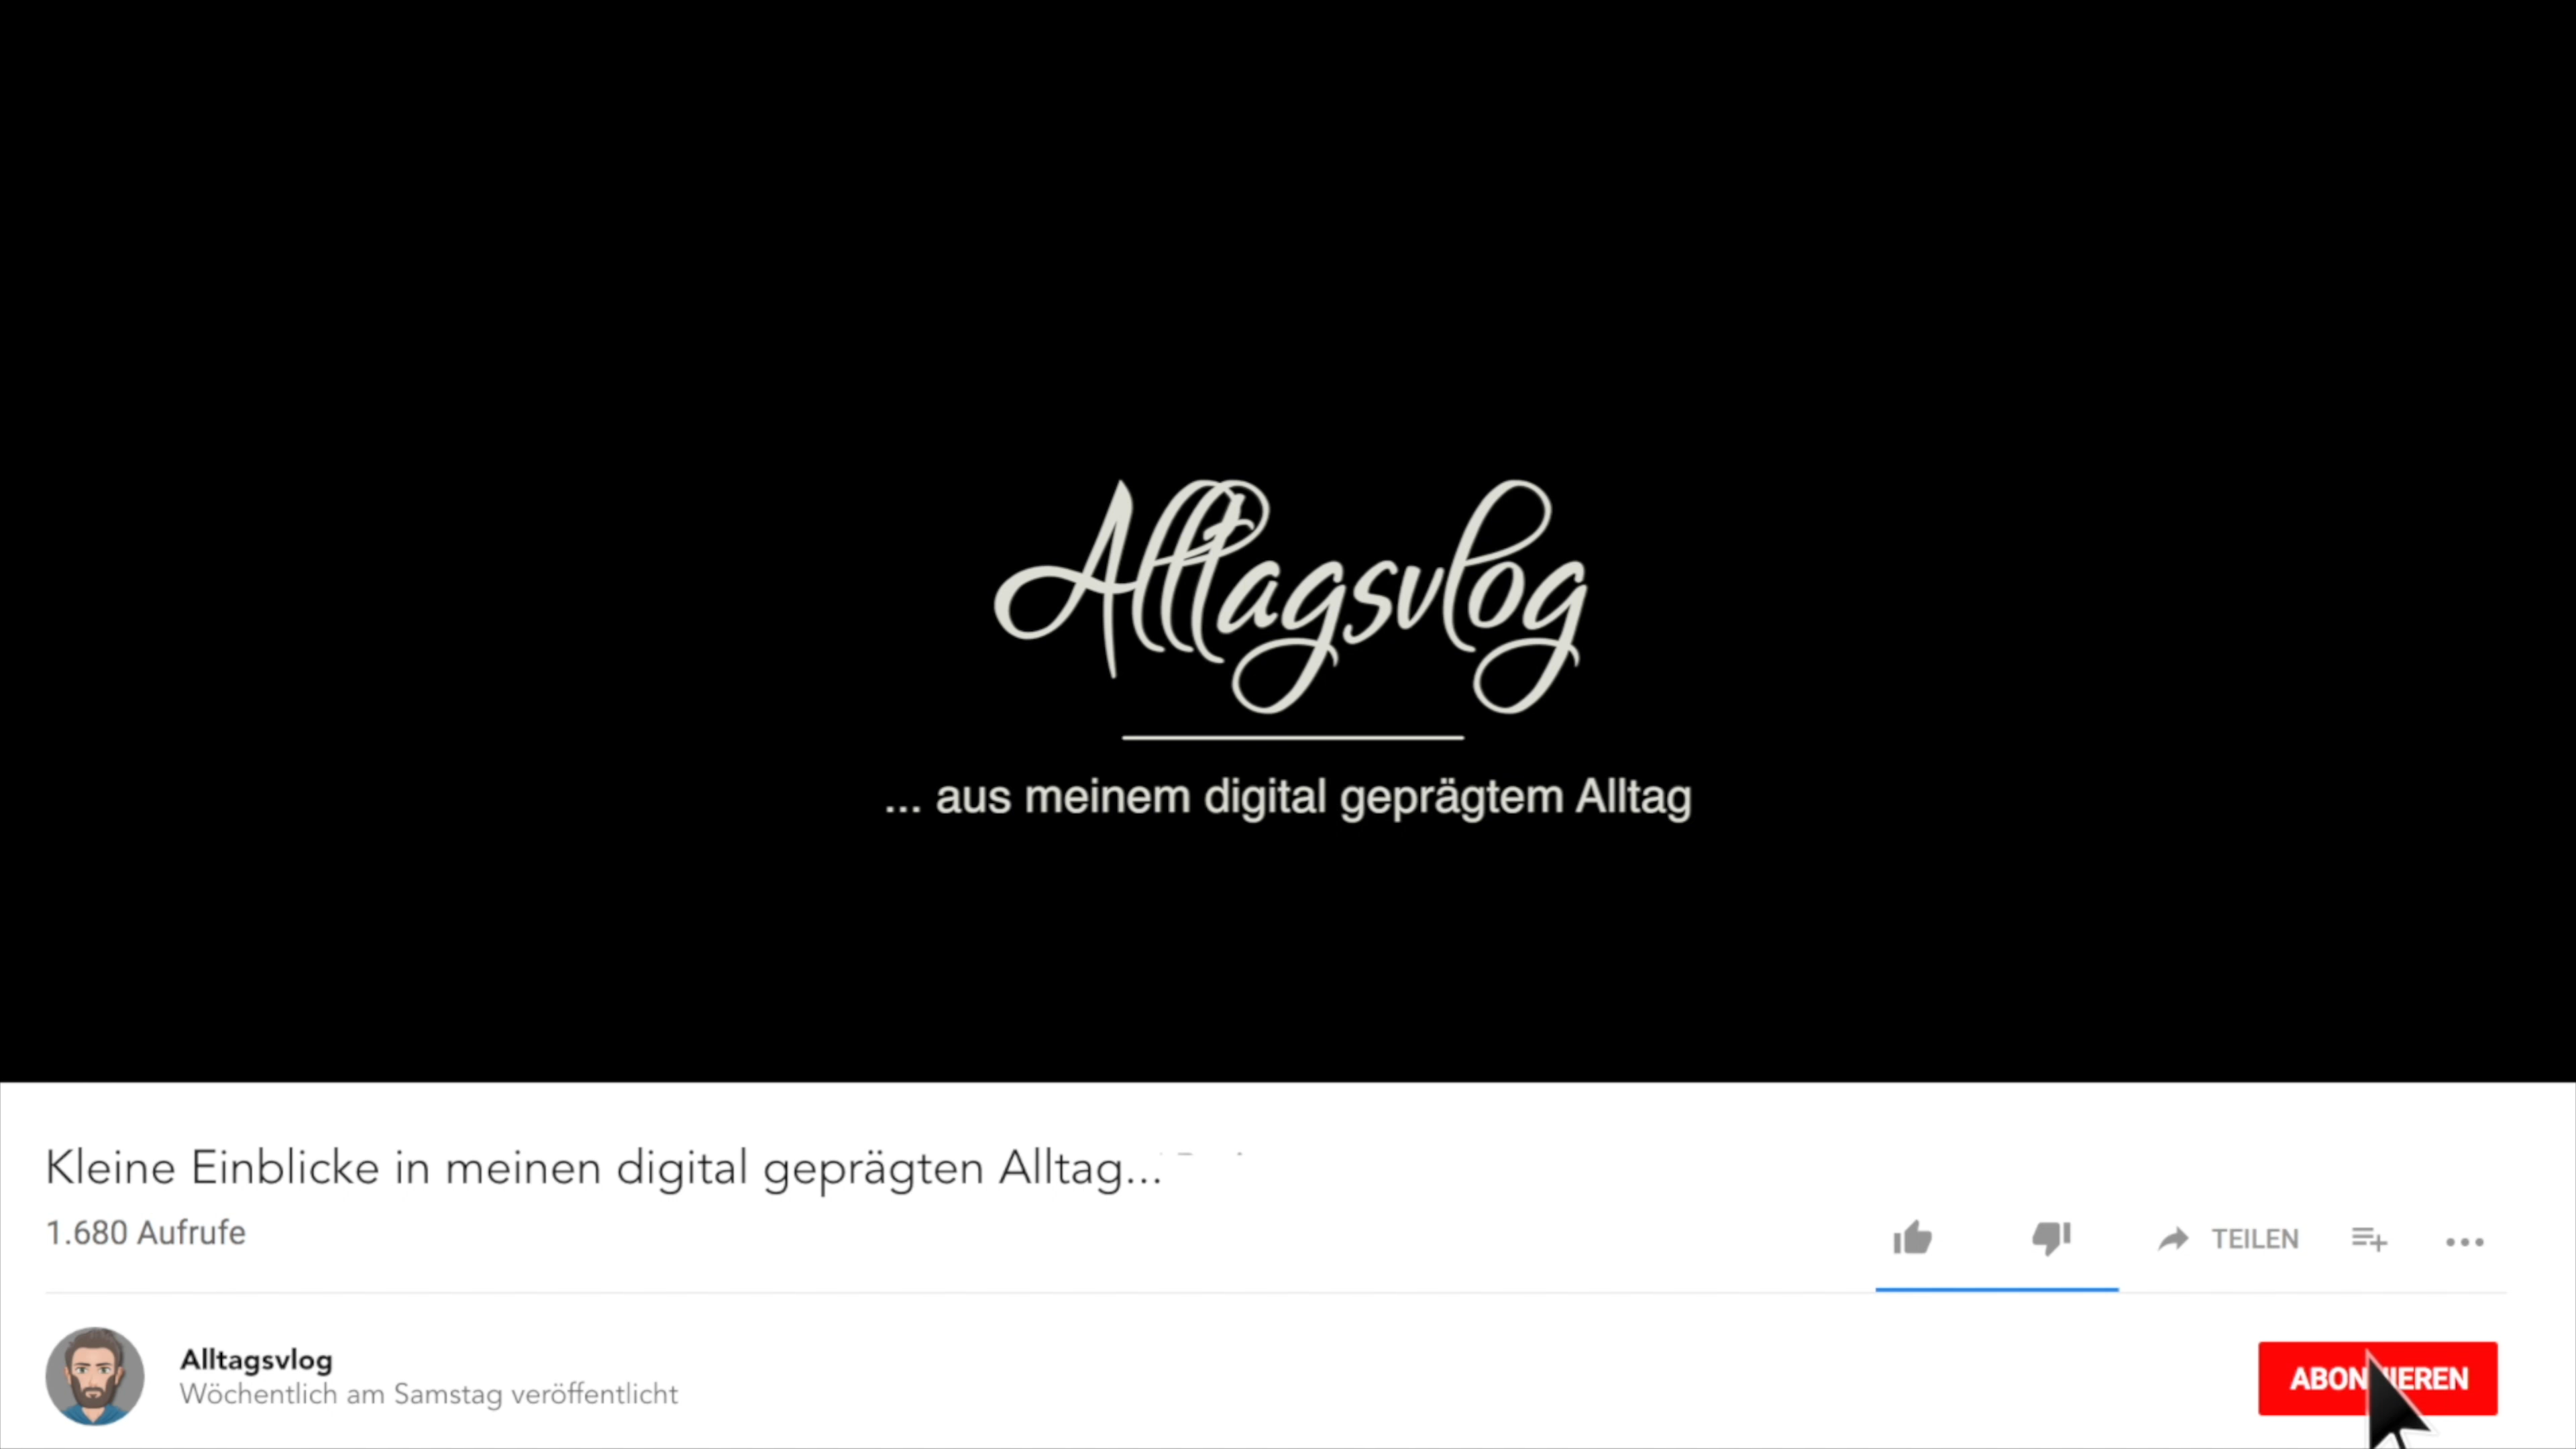 Alltagsvlog
... aus meinem digital geprägtem Alltag
Kleine Einblicke in meinen digital geprägten Alltag...
1.680 Aufrufe
TEILEN
Alltagsvlog
Wöchentlich am Samstag veröffentlicht
ABONNIEREN